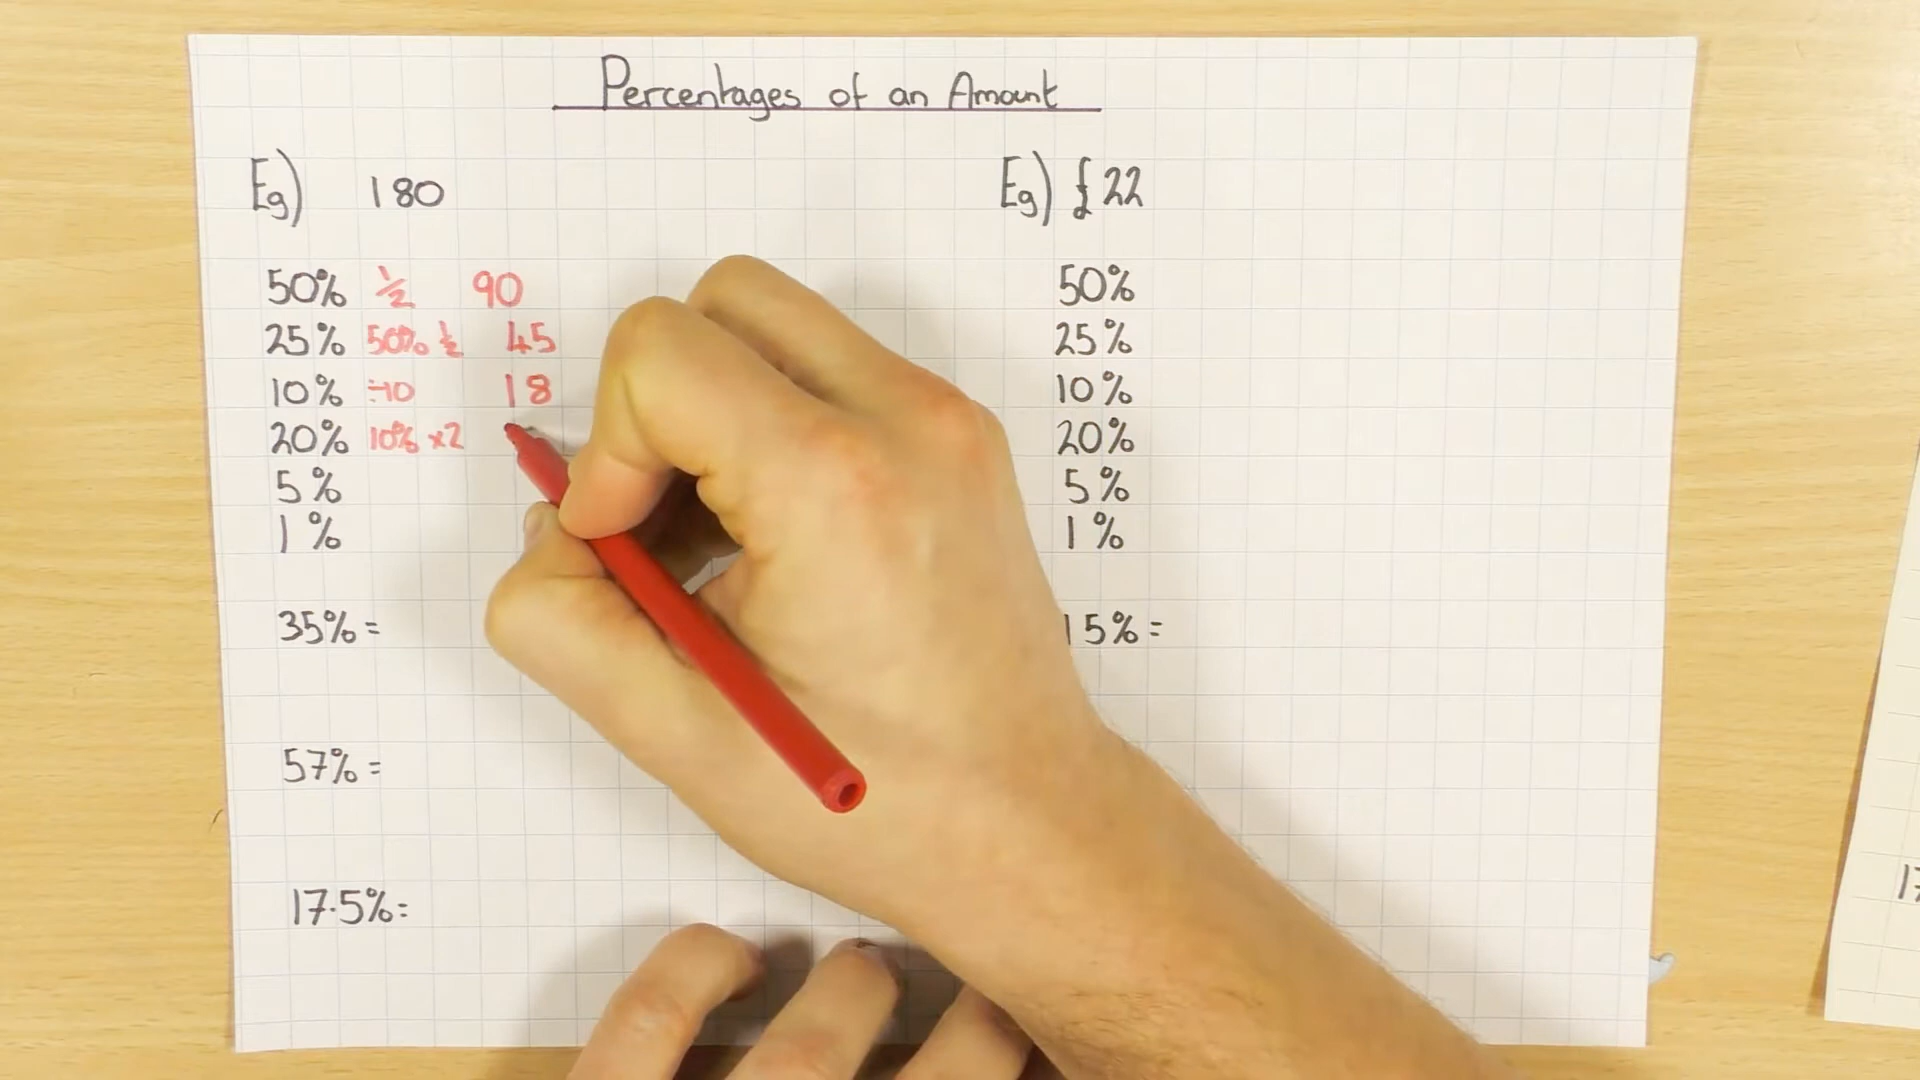 Percentages of an Amount
Eg) 180
50% ½ 90
25% 50% ½ 45
10% ÷10 18
20% 10% ×2
5%
1%
35% =
57% =
17.5% =
Eg) £22
50%
25%
10%
20%
5%
1%
15% =